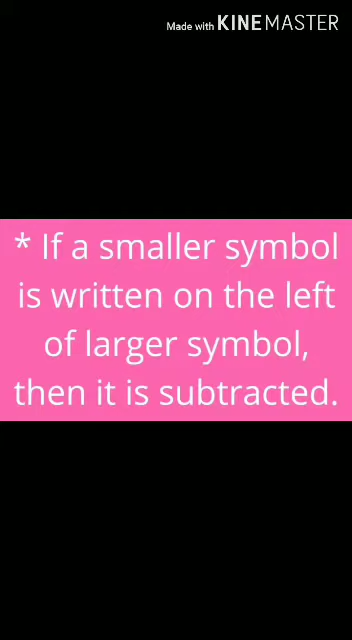 Made with KINEMASTER
* If a smaller symbol
is written on the left
of larger symbol,
then it is subtracted.